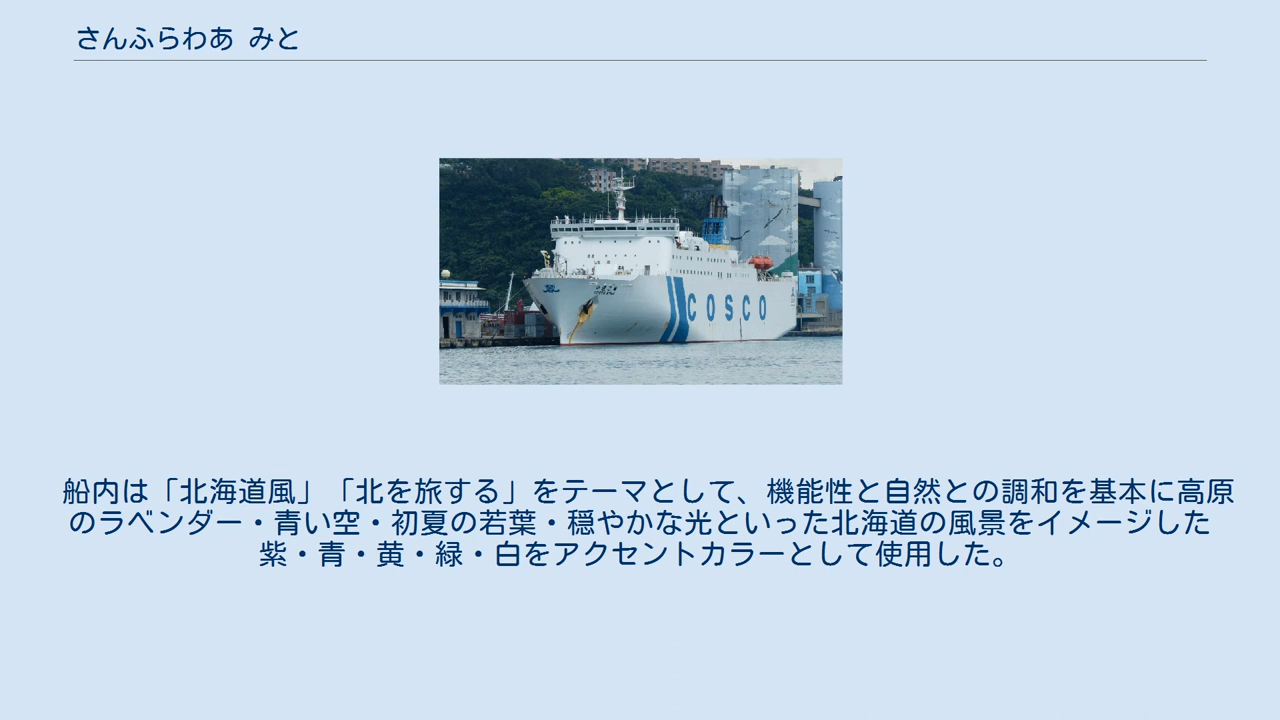 さんふらわあ みと
COSCO
船内は「北海道風」「北を旅する」をテーマとして、機能性と自然との調和を基本に高原
のラベンダー・青い空・初夏の若葉・穏やかな光といった北海道の風景をイメージした
紫・青・黄・緑・白をアクセントカラーとして使用した。